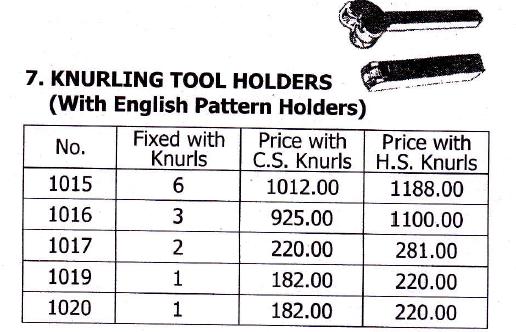 7. KNURLING TOOL HOLDERS
(With English Pattern Holders)
No. Fixed with Knurls Price with C.S. Knurls Price with H.S. Knurls
1015 6 1012.00 1188.00
1016 3 925.00 1100.00
1017 2 220.00 281.00
1019 1 182.00 220.00
1020 1 182.00 220.00